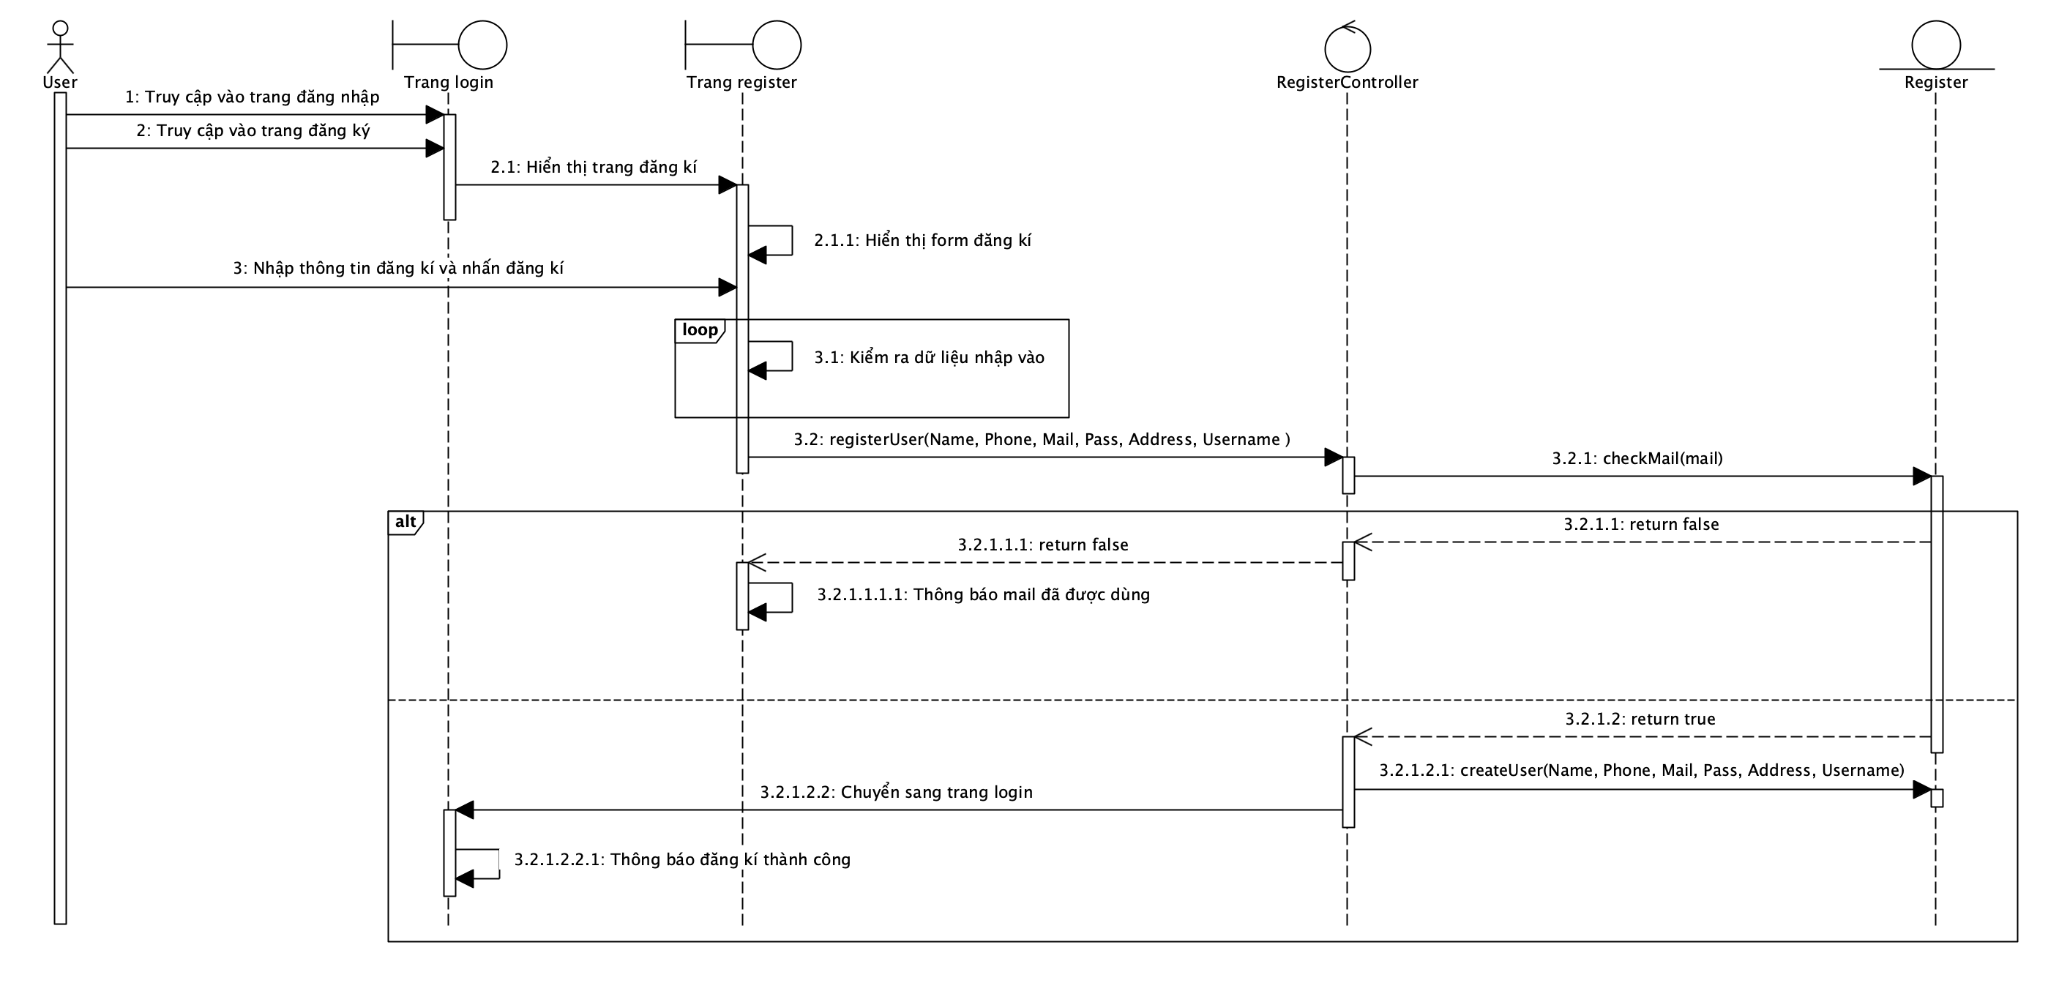 User
Trang login
Trang register
RegisterController
Register
1: Truy cập vào trang đăng nhập
2: Truy cập vào trang đăng ký
2.1: Hiển thị trang đăng kí
2.1.1: Hiển thị form đăng kí
3: Nhập thông tin đăng kí và nhấn đăng kí
loop
3.1: Kiểm ra dữ liệu nhập vào
3.2: registerUser(Name, Phone, Mail, Pass, Address, Username )
3.2.1: checkMail(mail)
alt
3.2.1.1: return false
3.2.1.1.1: return false
3.2.1.1.1.1: Thông báo mail đã được dùng
3.2.1.2: return true
3.2.1.2.1: createUser(Name, Phone, Mail, Pass, Address, Username)
3.2.1.2.2: Chuyển sang trang login
3.2.1.2.2.1: Thông báo đăng kí thành công